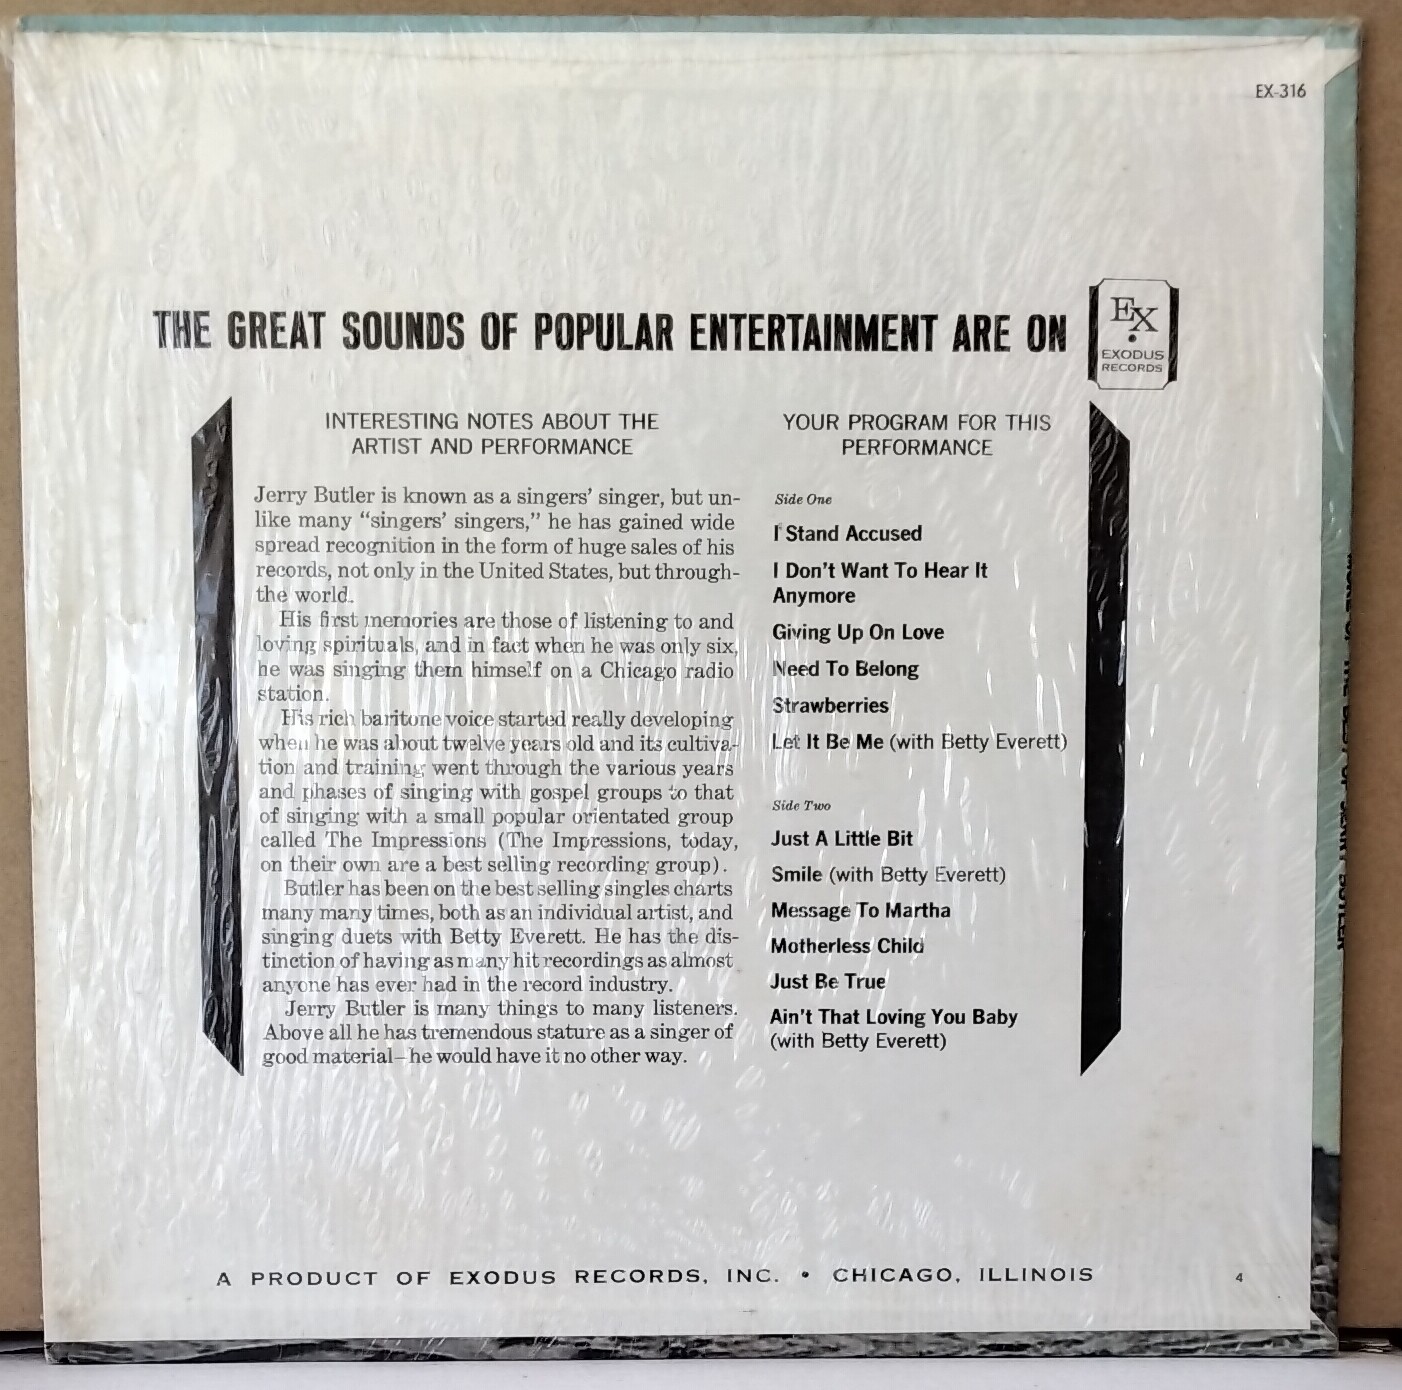 EX-316
THE GREAT SOUNDS OF POPULAR ENTERTAINMENT ARE ON
EX
EXODUS
RECORDS
INTERESTING NOTES ABOUT THE
ARTIST AND PERFORMANCE
Jerry Butler is known as a singers' singer, but un-
like many "singers' singers," he has gained wide
spread recognition in the form of huge sales of his
records, not only in the United States, but through-
the world.
His first memories are those of listening to and
loving spirituals, and in fact when he was only six,
he was singing them himself on a Chicago radio
station.
His rich baritone voice started really developing
when he was about twelve years old and its cultiva-
tion and training went through the various years
and phases of singing with gospel groups to that
of singing with a small popular orientated group
called The Impressions (The Impressions, today,
on their own are a best selling recording group).
Butler has been on the best selling singles charts
many many times, both as an individual artist, and
singing duets with Betty Everett. He has the dis-
tinction of having as many hit recordings as almost
anyone has ever had in the record industry.
Jerry Butler is many things to many listeners.
Above all he has tremendous stature as a singer of
good material—he would have it no other way.
YOUR PROGRAM FOR THIS
PERFORMANCE
Side One
I Stand Accused
I Don't Want To Hear It
Anymore
Giving Up On Love
Need To Belong
Strawberries
Let It Be Me (with Betty Everett)
Side Two
Just A Little Bit
Smile (with Betty Everett)
Message To Martha
Motherless Child
Just Be True
Ain't That Loving You Baby
(with Betty Everett)
MORE OF THE BEST OF JERRY BUTLER
A PRODUCT OF EXODUS RECORDS, INC. • CHICAGO, ILLINOIS
4